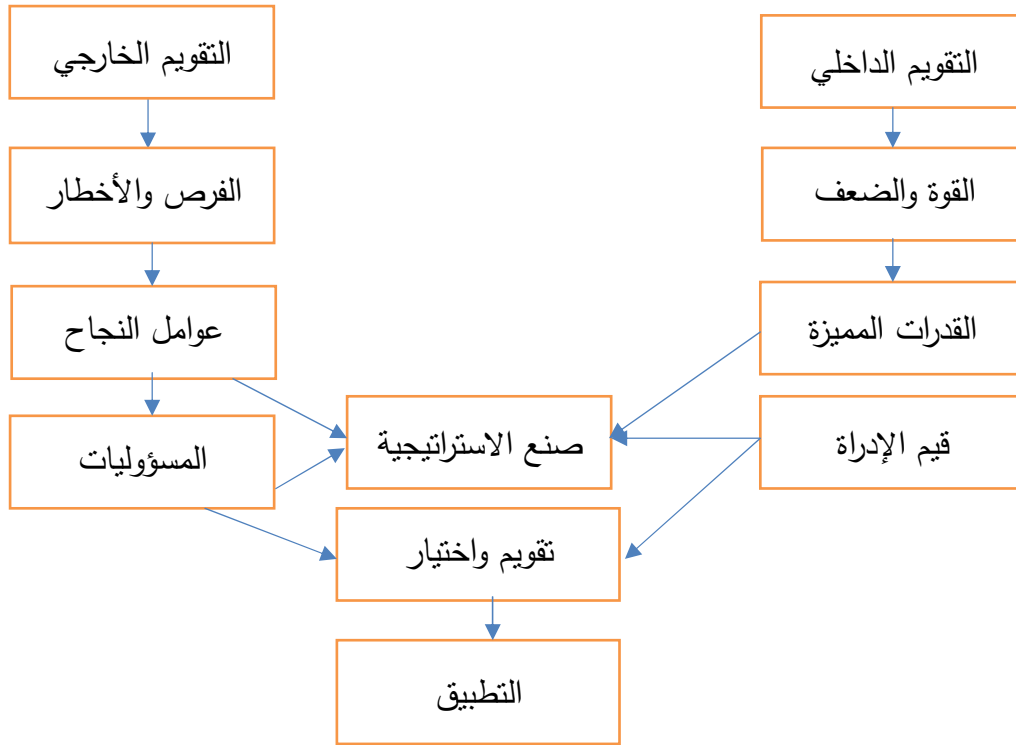 التقويم الداخلي
التقويم الخارجي
القوة والضعف
الفرص والأخطار
القدرات المميزة
عوامل النجاح
قيم الإدراة
صنع الاستراتيجية
المسؤوليات
تقويم واختيار
التطبيق